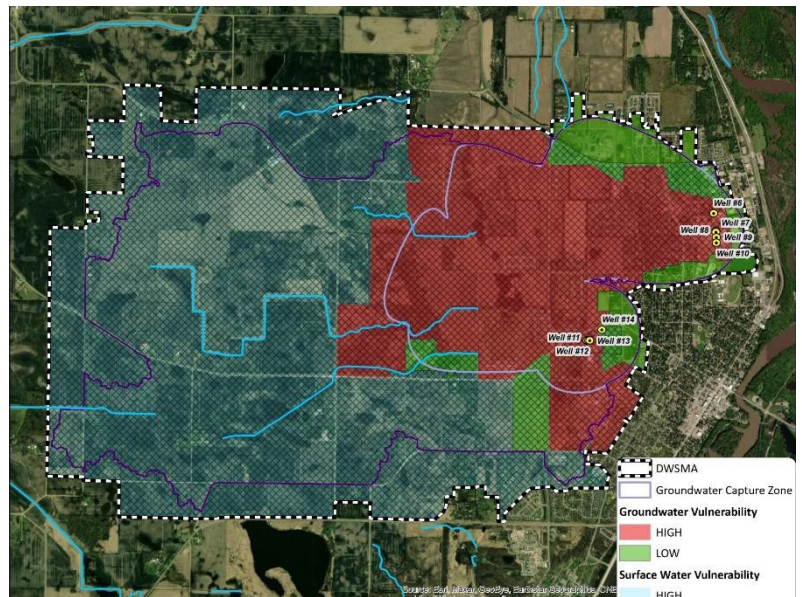 Well #6
Well #7
Well #8
Well #9
Well #10
Well #14
Well #11
Well #13
Well #12
DWSMA
Groundwater Capture Zone
Groundwater Vulnerability
HIGH
LOW
Surface Water Vulnerability
HIGH
Source: Esri, Maxar, GeoEye, Earthstar Geographics, CNE